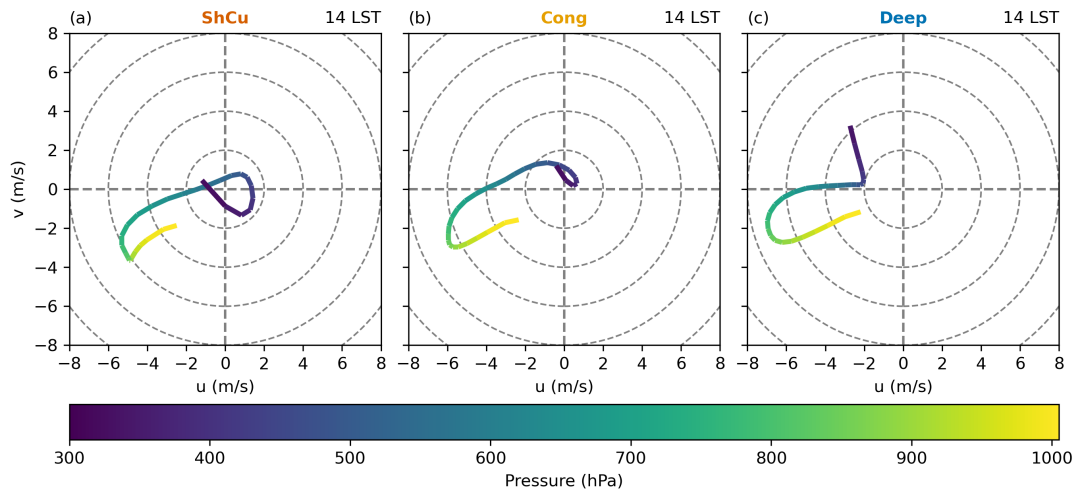 (a) ShCu 14 LST (b) Cong 14 LST (c) Deep 14 LST
8
6
4
2
0
−2
−4
−6
−8
v (m/s)
−8 −6 −4 −2 0 2 4 6 8 −8 −6 −4 −2 0 2 4 6 8 −8 −6 −4 −2 0 2 4 6 8
u (m/s) u (m/s) u (m/s)
300 400 500 600 700 800 900 1000
Pressure (hPa)